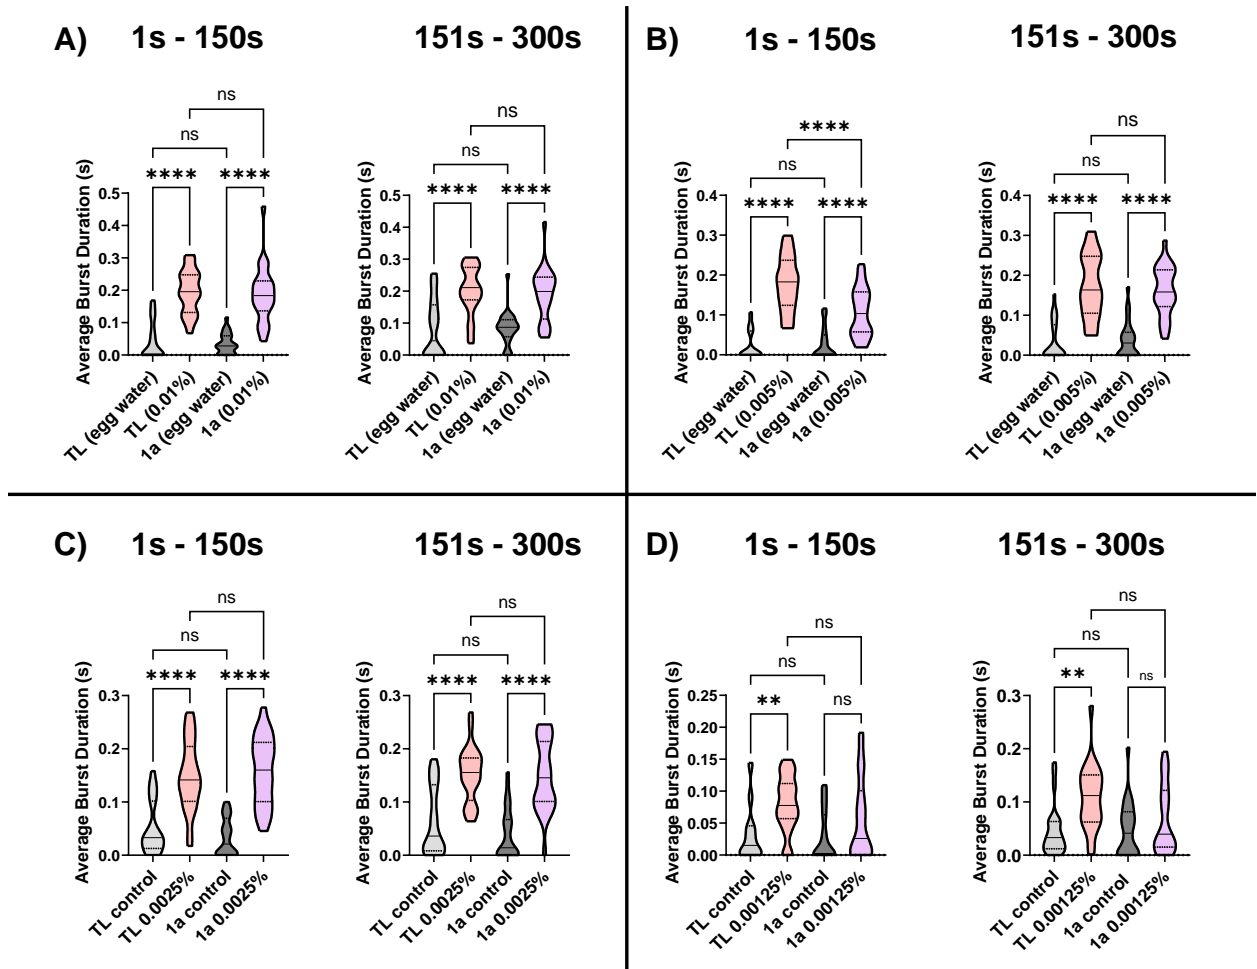 A) 1s - 150s 151s - 300s
ns
ns
**** ****
Average Burst Duration (s)
0.5
0.4
0.3
0.2
0.1
0.0
TL (egg water)
TL (0.01%)
1a (egg water)
1a (0.01%)
ns
ns
**** ****
Average Burst Duration (s)
0.5
0.4
0.3
0.2
0.1
0.0
TL (egg water)
TL (0.01%)
1a (egg water)
1a (0.01%)
B) 1s - 150s 151s - 300s
****
ns
**** ****
Average Burst Duration (s)
0.4
0.3
0.2
0.1
0.0
TL (egg water)
TL (0.005%)
1a (egg water)
1a (0.005%)
ns
ns
**** ****
Average Burst Duration (s)
0.4
0.3
0.2
0.1
0.0
TL (egg water)
TL (0.005%)
1a (egg water)
1a (0.005%)
C) 1s - 150s 151s - 300s
ns
ns
**** ****
Average Burst Duration (s)
0.3
0.2
0.1
0.0
TL control
TL 0.0025%
1a control
1a 0.0025%
ns
ns
**** ****
Average Burst Duration (s)
0.3
0.2
0.1
0.0
TL control
TL 0.0025%
1a control
1a 0.0025%
D) 1s - 150s 151s - 300s
ns
ns
** ns
Average Burst Duration (s)
0.25
0.20
0.15
0.10
0.05
0.00
TL control
TL 0.00125%
1a control
1a 0.00125%
ns
ns
** ns
Average Burst Duration (s)
0.3
0.2
0.1
0.0
TL control
TL 0.00125%
1a control
1a 0.00125%